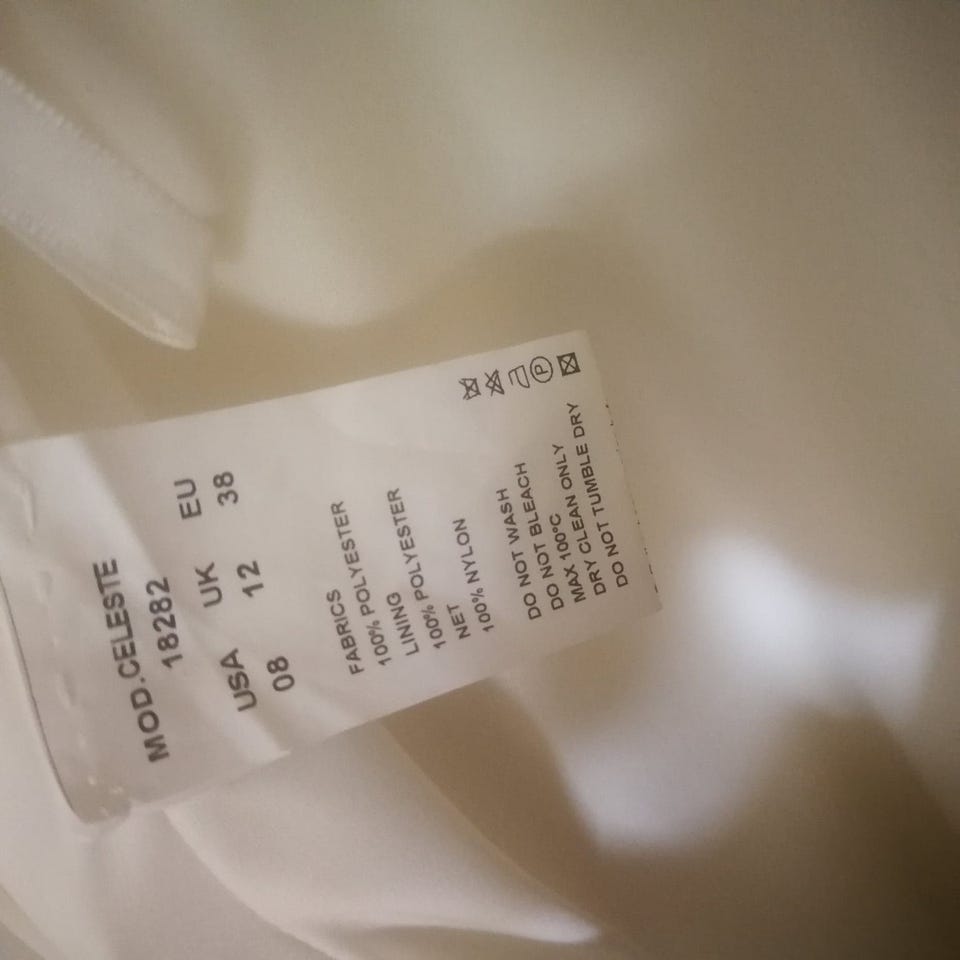 MOD.CELESTE
18282
USA UK EU
08 12 38
FABRICS
100% POLYESTER
LINING
100% POLYESTER
NET
100% NYLON
DO NOT WASH
DO NOT BLEACH
MAX 100°C
DRY CLEAN ONLY
DO NOT TUMBLE DRY
P